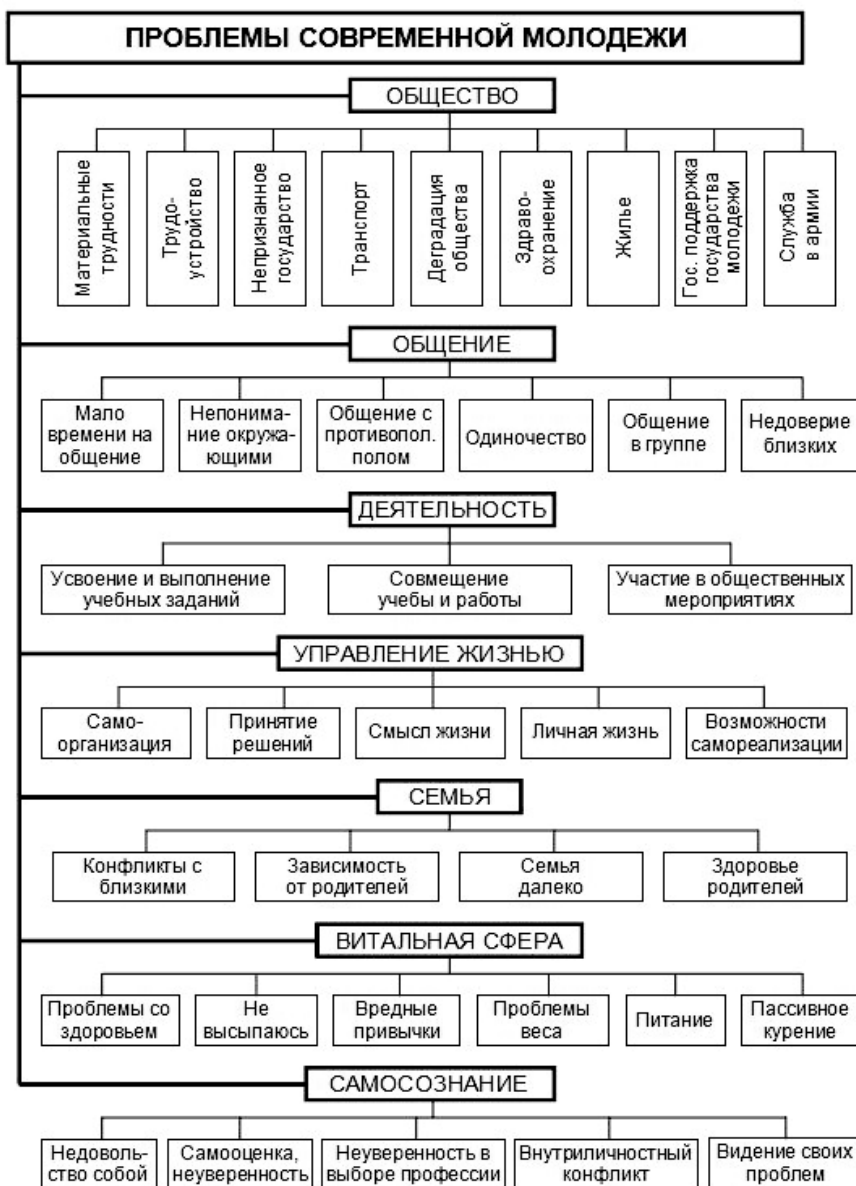 ПРОБЛЕМЫ СОВРЕМЕННОЙ МОЛОДЕЖИ
ОБЩЕСТВО
Материальные
трудности
Трудо-
устройство
Непризнанное
государство
Транспорт
Деградация
общества
Здраво-
охранение
Жилье
Гос. поддержка
государства
молодежи
Служба
в армии
ОБЩЕНИЕ
Мало
времени на
общение
Непонима-
ние окружа-
ющими
Общение с
противопол.
полом
Одиночество
Общение
в группе
Недоверие
близких
ДЕЯТЕЛЬНОСТЬ
Усвоение и выполнение
учебных заданий
Совмещение
учебы и работы
Участие в общественных
мероприятиях
УПРАВЛЕНИЕ ЖИЗНЬЮ
Само-
организация
Принятие
решений
Смысл жизни
Личная жизнь
Возможности
самореализации
СЕМЬЯ
Конфликты с
близкими
Зависимость
от родителей
Семья
далеко
Здоровье
родителей
ВИТАЛЬНАЯ СФЕРА
Проблемы со
здоровьем
Не
высыпаюсь
Вредные
привычки
Проблемы
веса
Питание
Пассивное
курение
САМОСОЗНАНИЕ
Недоволь-
ство собой
Самооценка,
неуверенность
Неуверенность в
выборе профессии
Внутриличностный
конфликт
Видение своих
проблем